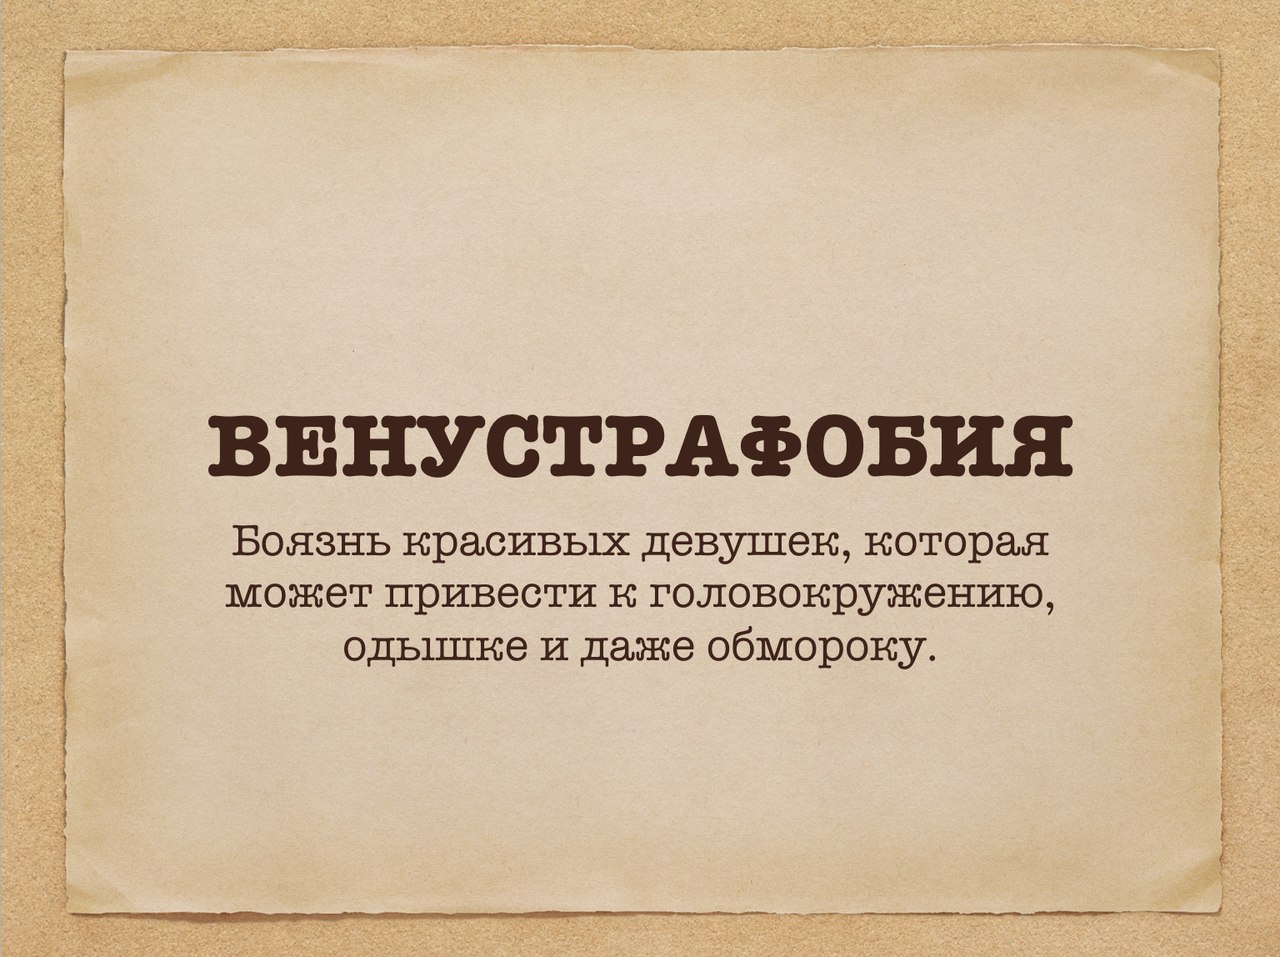 ВЕНУСТРАФОБИЯ
Боязнь красивых девушек, которая
может привести к головокружению,
одышке и даже обмороку.